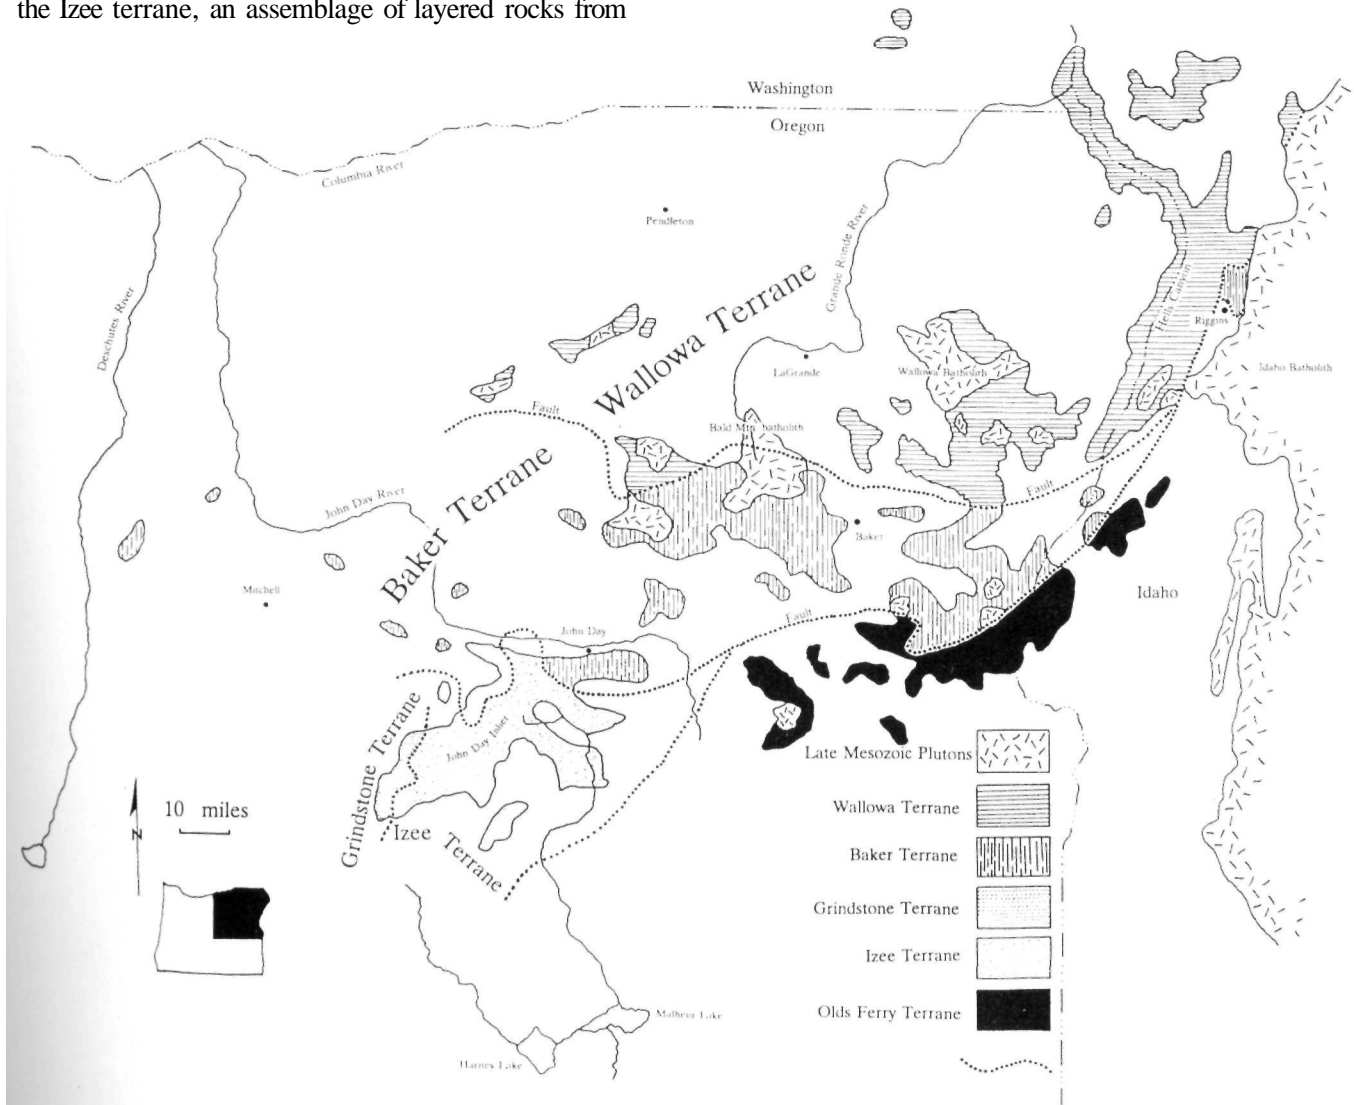 the Izee terrane, an assemblage of layered rocks from
Washington
Oregon
Columbia River
Pendleton
Grande Ronde River
Deschutes River
Hells Canyon
Riggins
Wallowa Terrane
LaGrande
Wallowa Batholith
Idaho Batholith
Fault
Bald Mtn. batholith
Baker Terrane
Fault
John Day River
Baker
Mitchell
Idaho
Fault
John Day
Grindstone Terrane
John Day Inlet
Late Mesozoic Plutons
10 miles
Wallowa Terrane
N
Izee Terrane
Baker Terrane
Grindstone Terrane
Izee Terrane
Olds Ferry Terrane
Malheur Lake
Harney Lake